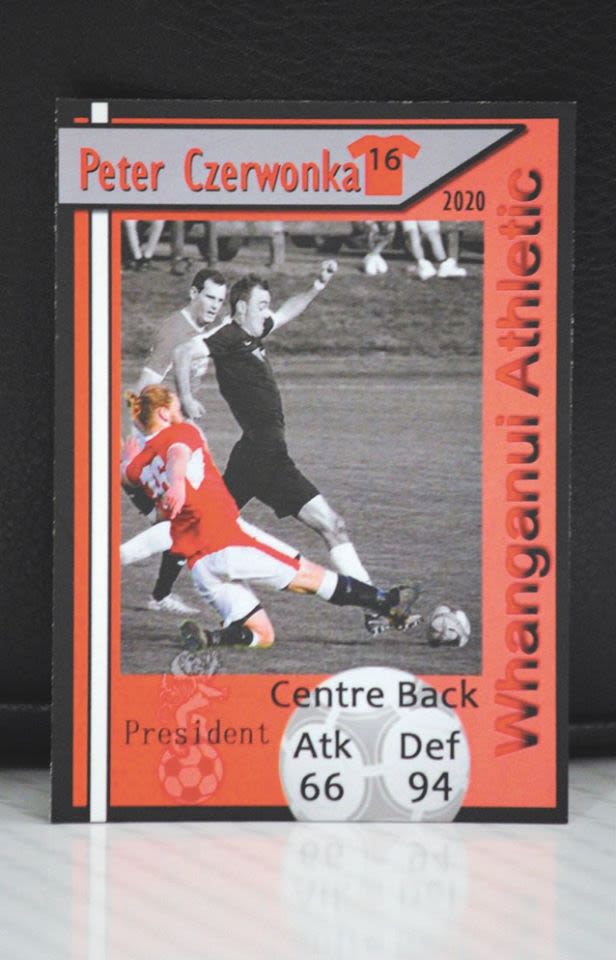 Peter Czerwonka
16
2020
Whanganui Athletic
Centre Back
President
Atk Def
66 94